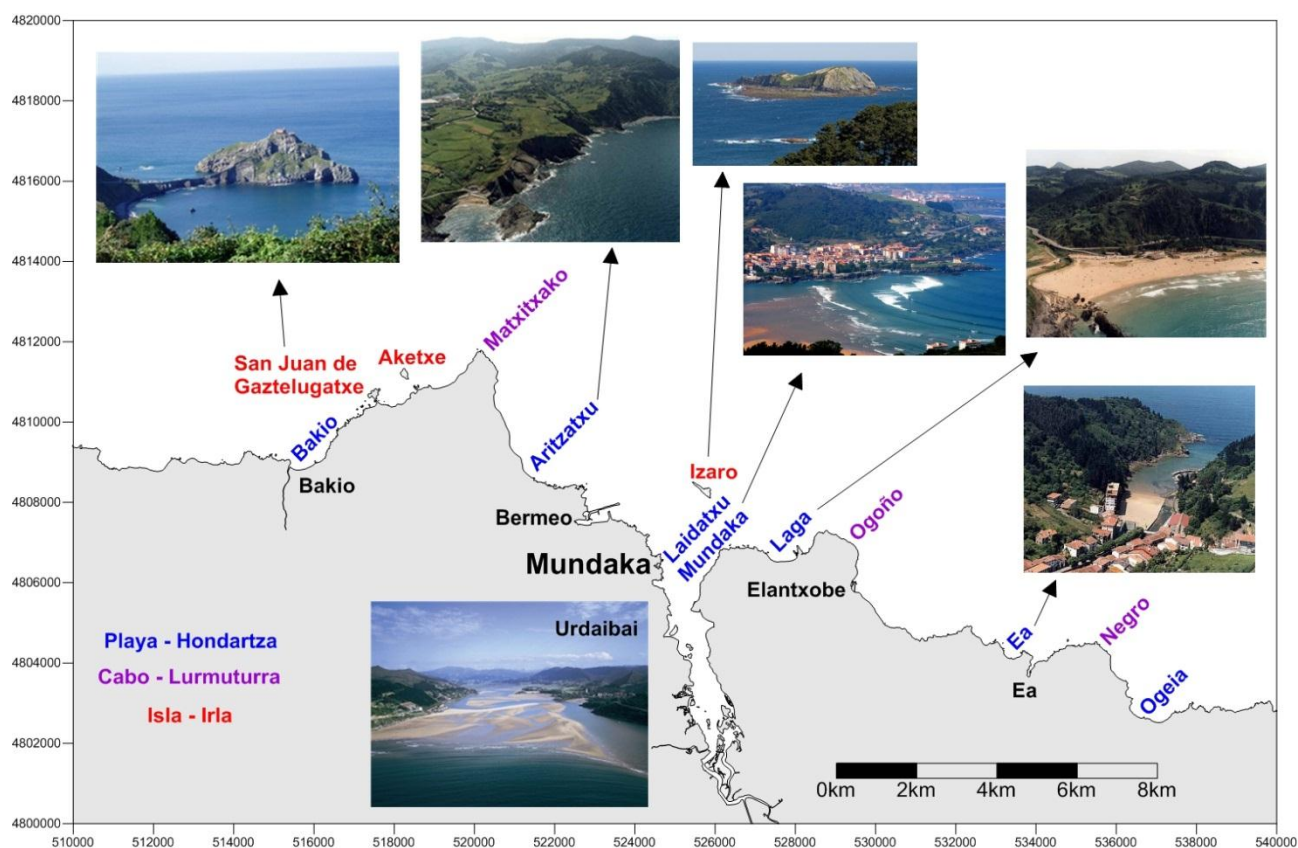 4820000
4818000
4816000
4814000
4812000
4810000
4808000
4806000
4804000
4802000
4800000
San Juan de
Gaztelugatxe
Aketxe
Matxitxako
Bakio
Bakio
Aritzatxu
Bermeo
Mundaka
Izaro
Laidatxu
Mundaka
Laga
Ogoño
Elantxobe
Urdaibai
Ea
Ea
Negro
Ogeia
Playa - Hondartza
Cabo - Lurmuturra
Isla - Irla
0km 2km 4km 6km 8km
510000 512000 514000 516000 518000 520000 522000 524000 526000 528000 530000 532000 534000 536000 538000 540000